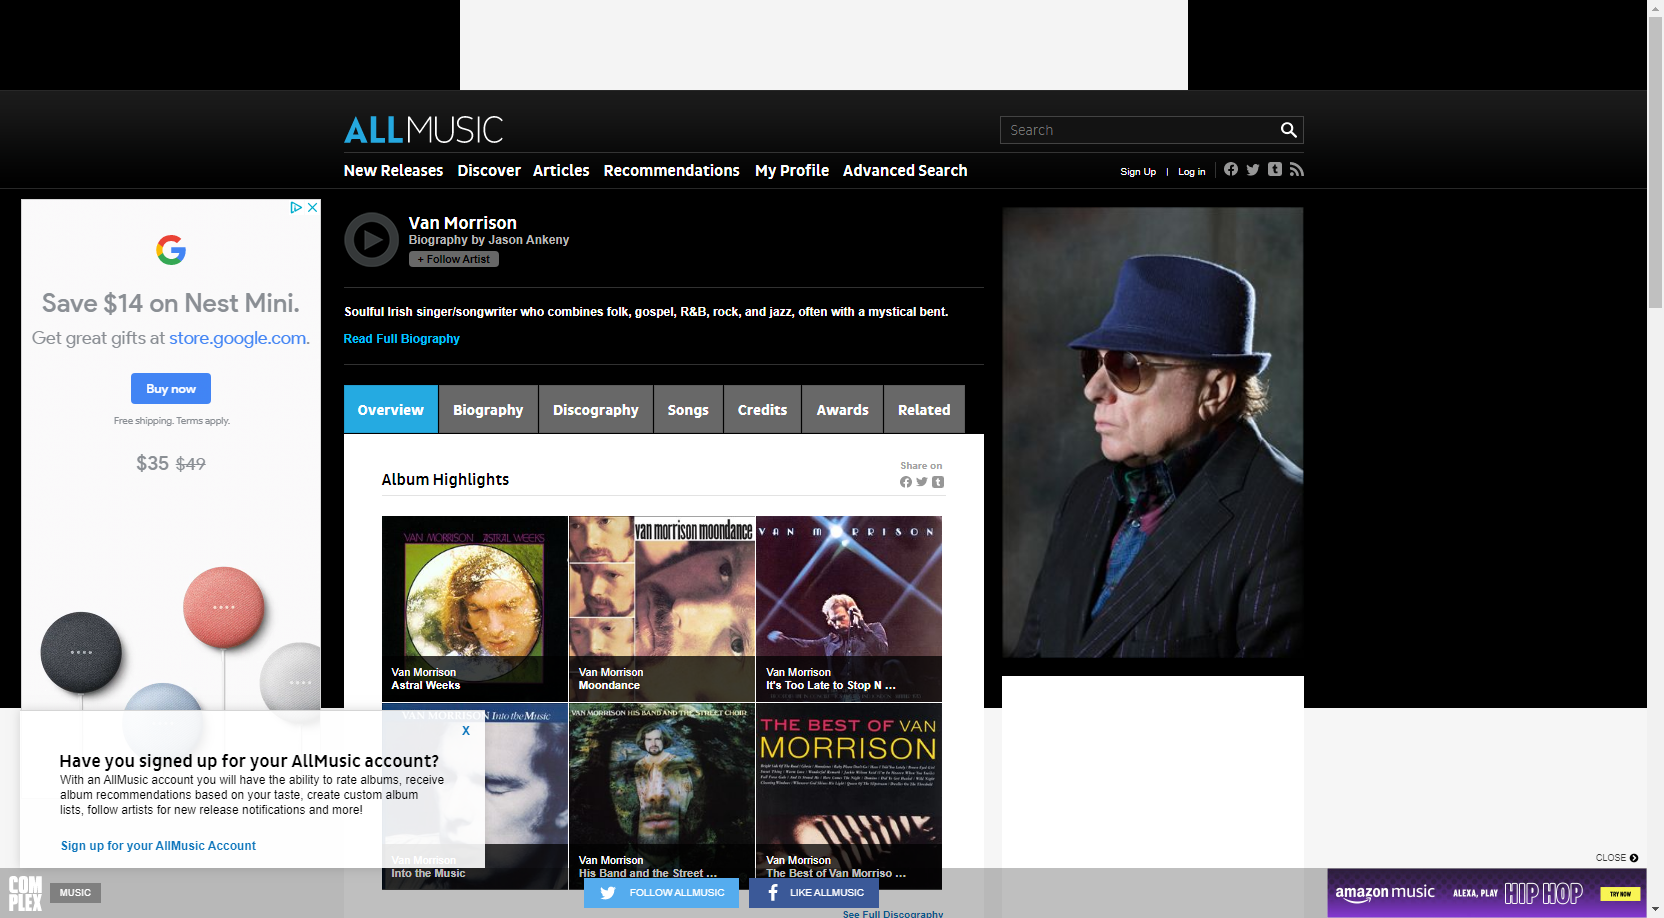 ALLMUSIC
Search
New Releases Discover Articles Recommendations My Profile Advanced Search
Sign Up | Log in
Save $14 on Nest Mini.
Get great gifts at store.google.com.
Buy now
Free shipping. Terms apply.
$35 $49
Van Morrison
Biography by Jason Ankeny
+ Follow Artist
Soulful Irish singer/songwriter who combines folk, gospel, R&B, rock, and jazz, often with a mystical bent.
Read Full Biography
Overview Biography Discography Songs Credits Awards Related
Album Highlights
Share on
VAN MORRISON ASTRAL WEEKS
Van Morrison
Astral Weeks
van morrison moondance
Van Morrison
Moondance
VAN MORRISON
Van Morrison
It's Too Late to Stop N ...
VAN MORRISON Into the Music
Van Morrison
Into the Music
VAN MORRISON HIS BAND AND THE STREET CHOIR
Van Morrison
His Band and the Street ...
THE BEST OF VAN
MORRISON
Van Morrison
The Best of Van Morriso ...
See Full Discography
X
Have you signed up for your AllMusic account?
With an AllMusic account you will have the ability to rate albums, receive
album recommendations based on your taste, create custom album
lists, follow artists for new release notifications and more!
Sign up for your AllMusic Account
COM
PLEX
MUSIC
FOLLOW ALLMUSIC
LIKE ALLMUSIC
CLOSE
amazon music
ALEXA, PLAY HIP HOP
TRY NOW